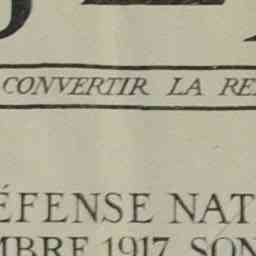 CONVERTIR LA RE
ÉFENSE NAT
MBRE 1917 SON